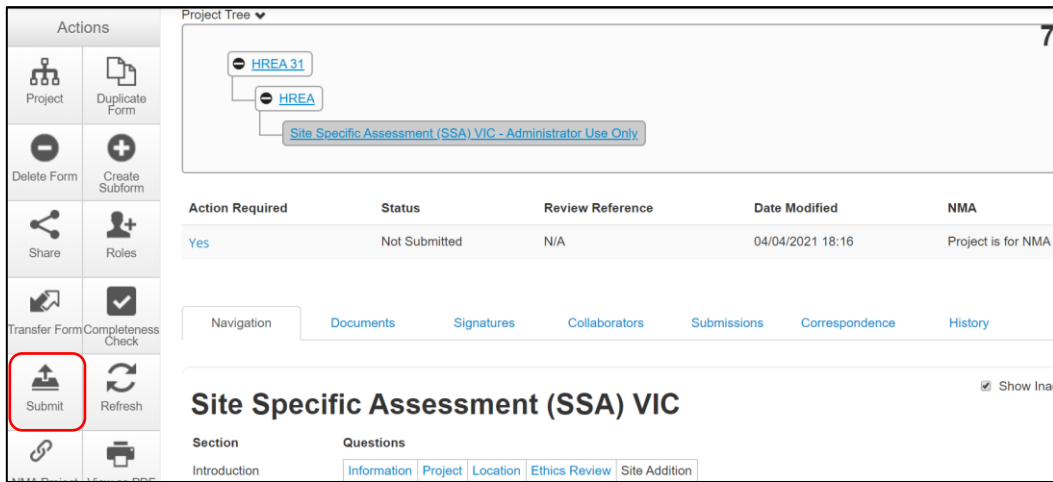 Actions
Project
Duplicate
Form
Delete Form
Create
Subform
Share
Roles
Transfer Form
Completeness
Check
Submit
Refresh
NMA Project
View as PDF
Project Tree
7
HREA 31
HREA
Site Specific Assessment (SSA) VIC - Administrator Use Only
Action Required Status Review Reference Date Modified NMA
Yes Not Submitted N/A 04/04/2021 18:16 Project is for NMA
Navigation Documents Signatures Collaborators Submissions Correspondence History
Show Ina
Site Specific Assessment (SSA) VIC
Section Questions
Introduction Information Project Location Ethics Review Site Addition